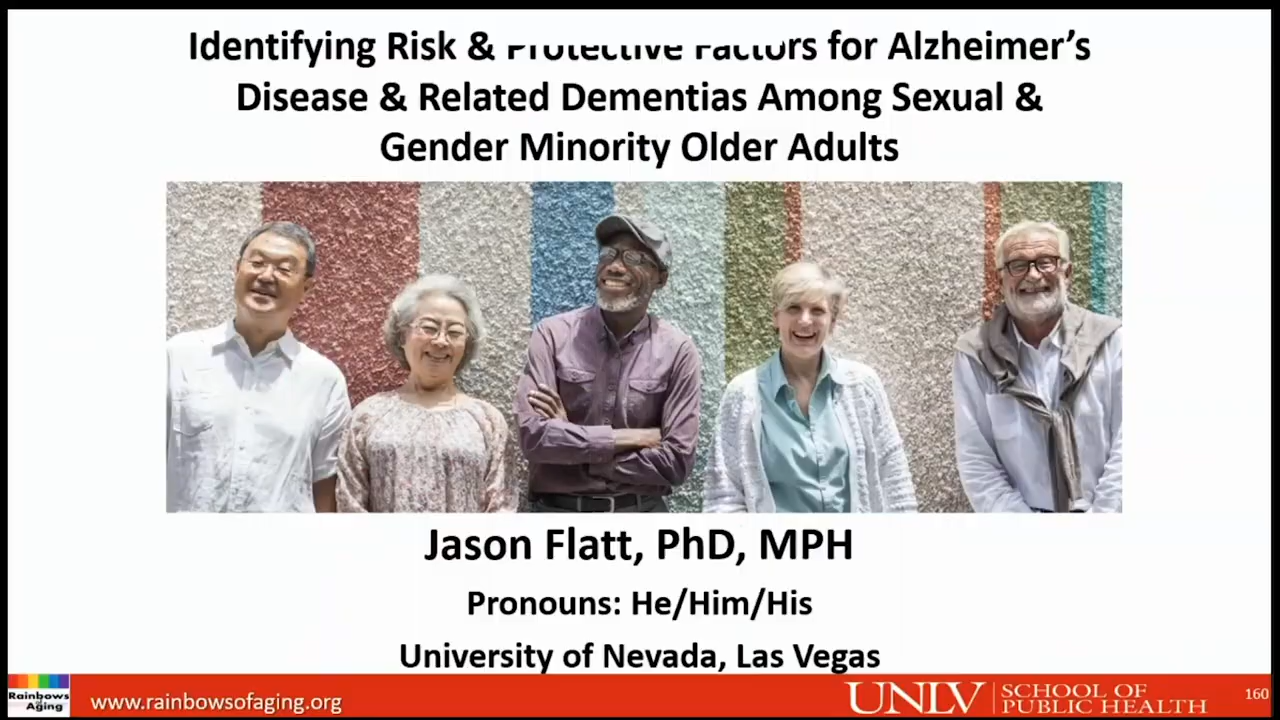 Identifying Risk & Protective Factors for Alzheimer's
Disease & Related Dementias Among Sexual &
Gender Minority Older Adults
Jason Flatt, PhD, MPH
Pronouns: He/Him/His
University of Nevada, Las Vegas
Rainbows
of
Aging
www.rainbowsofaging.org
UNLV
SCHOOL OF
PUBLIC HEALTH
160